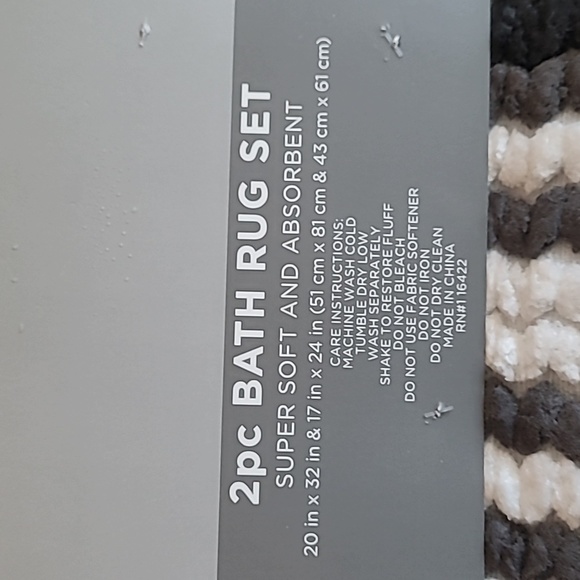 2pc BATH RUG SET
SUPER SOFT AND ABSORBENT
20 in x 32 in & 17 in x 24 in (51 cm x 81 cm & 43 cm x 61 cm)
CARE INSTRUCTIONS:
MACHINE WASH COLD
TUMBLE DRY LOW
WASH SEPARATELY
SHAKE TO RESTORE FLUFF
DO NOT BLEACH
DO NOT USE FABRIC SOFTENER
DO NOT IRON
DO NOT DRY CLEAN
MADE IN CHINA
RN#116422